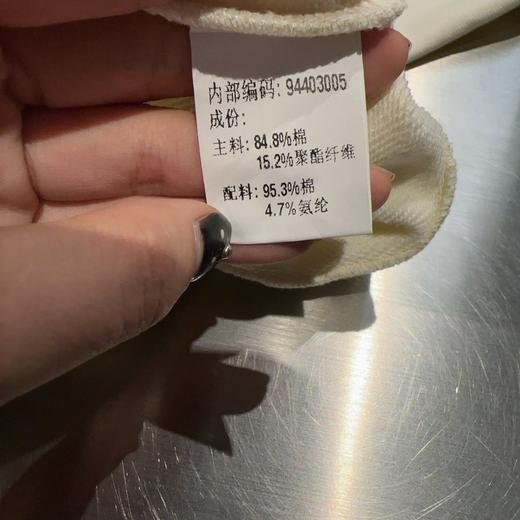 内部编码: 94403005
成份:
主料: 84.8%棉
15.2%聚酯纤维
配料: 95.3%棉
4.7%氨纶